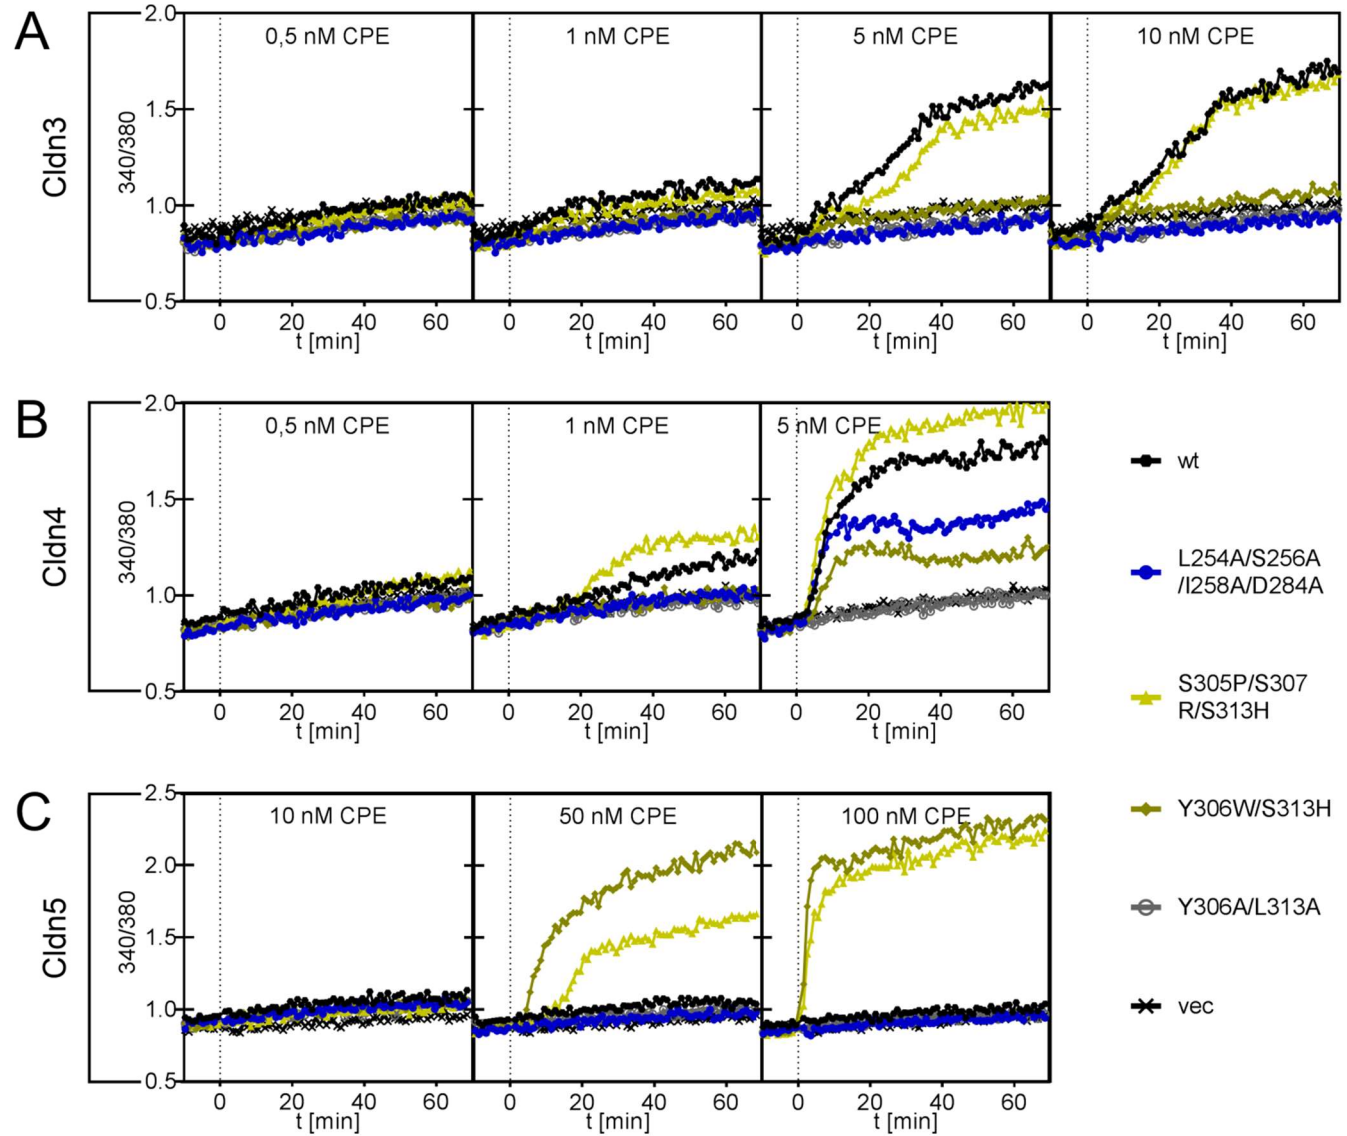 A
Cldn3
340/380
2.0
1.5
1.0
0.5
0,5 nM CPE
1 nM CPE
5 nM CPE
10 nM CPE
0 20 40 60
0 20 40 60
0 20 40 60
0 20 40 60
t [min]
t [min]
t [min]
t [min]
B
Cldn4
340/380
2.0
1.5
1.0
0.5
0,5 nM CPE
1 nM CPE
5 nM CPE
0 20 40 60
0 20 40 60
0 20 40 60
t [min]
t [min]
t [min]
C
Cldn5
340/380
2.5
2.0
1.5
1.0
0.5
10 nM CPE
50 nM CPE
100 nM CPE
0 20 40 60
0 20 40 60
0 20 40 60
t [min]
t [min]
t [min]
wt
L254A/S256A
/I258A/D284A
S305P/S307
R/S313H
Y306W/S313H
Y306A/L313A
vec